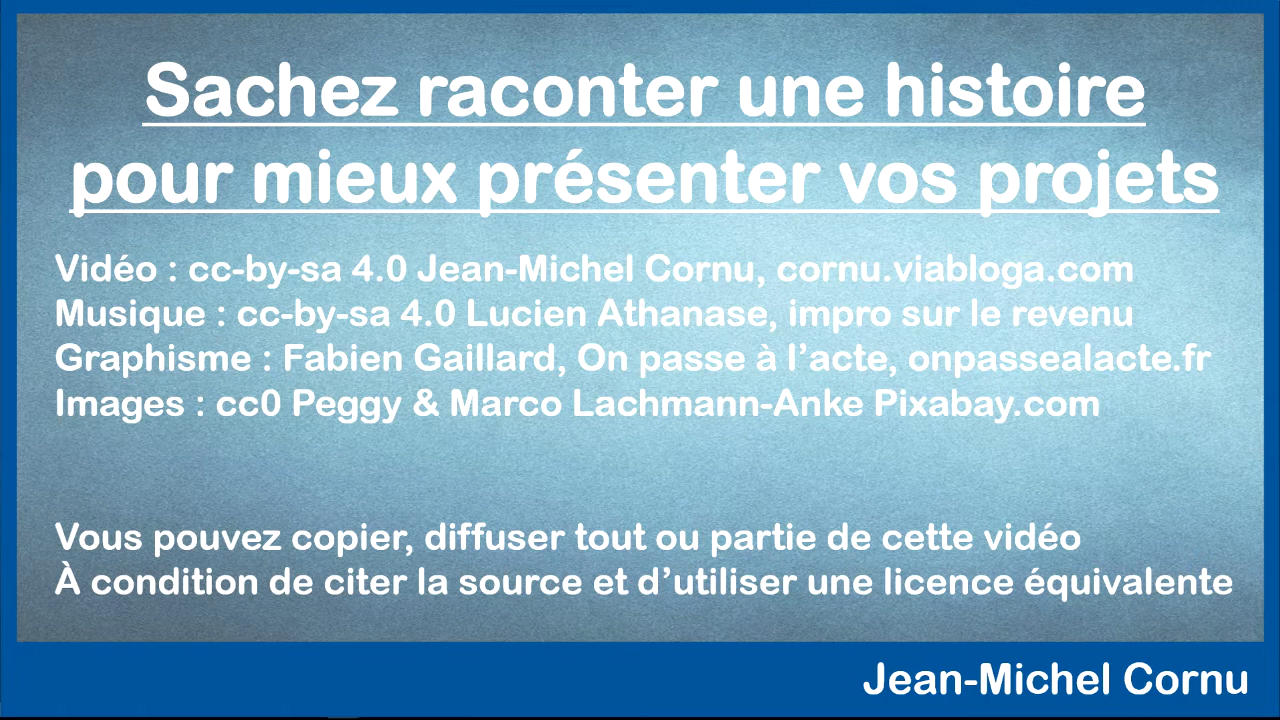 Sachez raconter une histoire
pour mieux présenter vos projets
Vidéo : cc-by-sa 4.0 Jean-Michel Cornu, cornu.viabloga.com
Musique : cc-by-sa 4.0 Lucien Athanase, impro sur le revenu
Graphisme : Fabien Gaillard, On passe à l’acte, onpassealacte.fr
Images : cc0 Peggy & Marco Lachmann-Anke Pixabay.com
Vous pouvez copier, diffuser tout ou partie de cette vidéo
À condition de citer la source et d’utiliser une licence équivalente
Jean-Michel Cornu